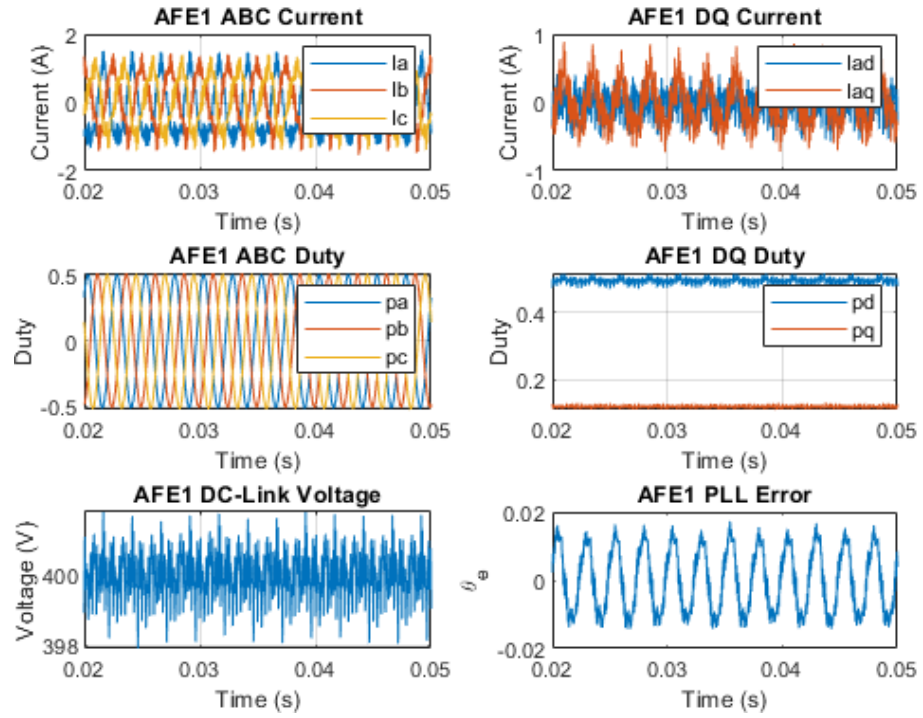 AFE1 ABC Current
Current (A)
2
0
-2
Ia
Ib
Ic
0.02 0.03 0.04 0.05
Time (s)
AFE1 DQ Current
Current (A)
1
0
-1
Iad
Iaq
0.02 0.03 0.04 0.05
Time (s)
AFE1 ABC Duty
Duty
0.5
0
-0.5
pa
pb
pc
0.02 0.03 0.04 0.05
Time (s)
AFE1 DQ Duty
Duty
0.4
0.2
pd
pq
0.02 0.03 0.04 0.05
Time (s)
AFE1 DC-Link Voltage
Voltage (V)
400
398
0.02 0.03 0.04 0.05
Time (s)
AFE1 PLL Error
θe
0.02
0
-0.02
0.02 0.03 0.04 0.05
Time (s)